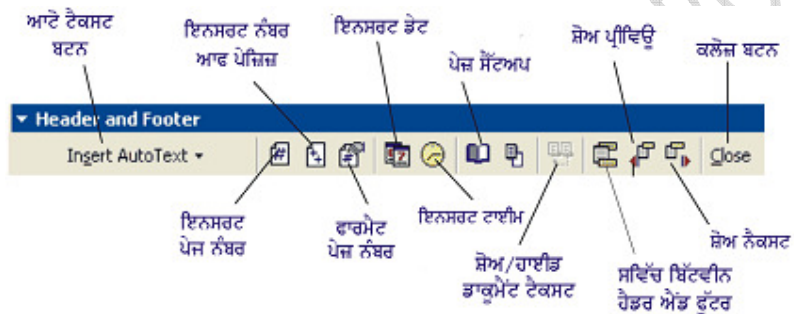 ਆਟੋ ਟੈਕਸਟ
ਬਟਨ
ਇਨਸਰਟ ਨੰਬਰ
ਆਫ ਪੇਜ਼ਿਜ਼
ਇਨਸਰਟ ਡੇਟ
ਪੇਜ਼ ਸੈੱਟਅਪ
ਸ਼ੋਅ ਪ੍ਰੀਵਿਊ
ਕਲੋਜ਼ ਬਟਨ
Header and Footer
Insert AutoText
Close
ਇਨਸਰਟ
ਪੇਜ ਨੰਬਰ
ਫਾਰਮੇਟ
ਪੇਜ਼ ਨੰਬਰ
ਇਨਸਰਟ ਟਾਈਮ
ਸ਼ੋਅ/ਹਾਈਡ
ਡਾਕੂਮੈਂਟ ਟੈਕਸਟ
ਸਵਿੱਚ ਬਿੱਟਵੀਨ
ਹੈਡਰ ਐਂਡ ਫੁੱਟਰ
ਸ਼ੋਅ ਨੈਕਸਟ